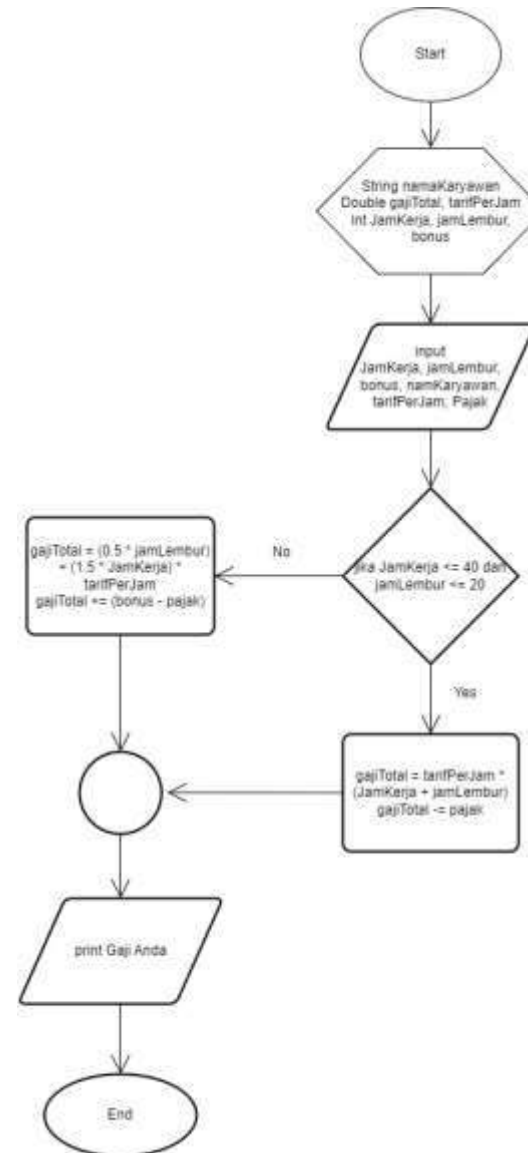 Start
String namaKaryawan
Double gajiTotal, tarifPerJam
Int JamKerja, jamLembur,
bonus
input
JamKerja, jamLembur,
bonus, namKaryawan,
tarifPerJam, Pajak
jika JamKerja <= 40 dan
jamLembur <= 20
No
gajiTotal = (0.5 * jamLembur)
+ (1.5 * JamKerja) *
tarifPerJam
gajiTotal += (bonus - pajak)
Yes
gajiTotal = tarifPerJam *
(JamKerja + jamLembur)
gajiTotal -= pajak
print Gaji Anda
End